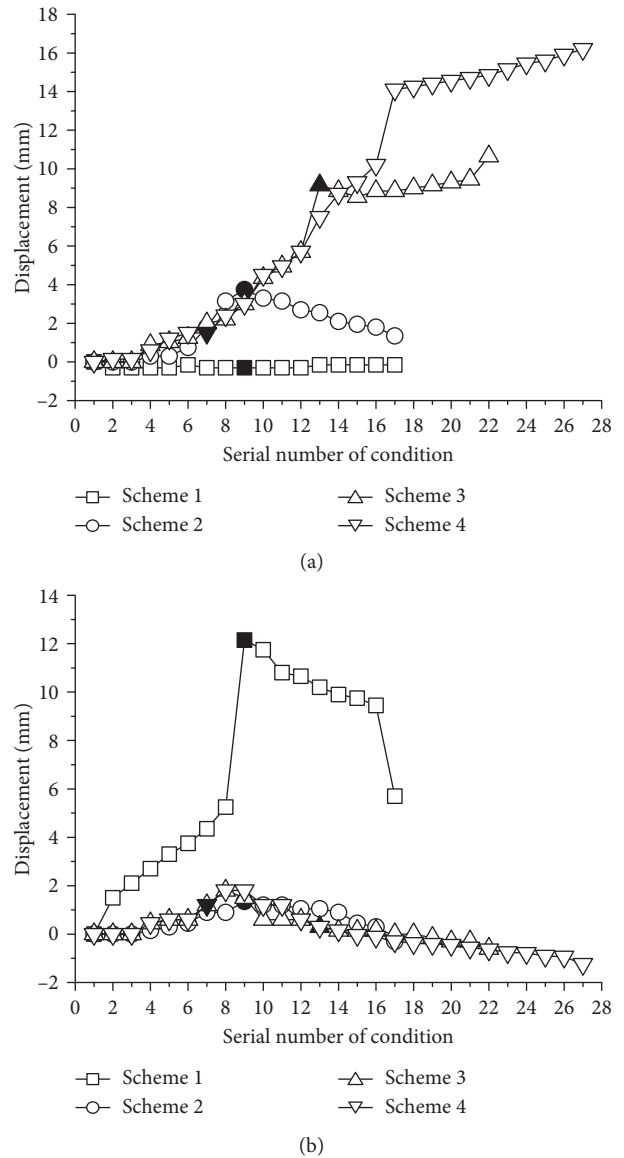 18
16
14
12
10
8
6
4
2
0
−2
Displacement (mm)
0 2 4 6 8 10 12 14 16 18 20 22 24 26 28
Serial number of condition
Scheme 1 Scheme 3
Scheme 2 Scheme 4
(a)
14
12
10
8
6
4
2
0
−2
Displacement (mm)
0 2 4 6 8 10 12 14 16 18 20 22 24 26 28
Serial number of condition
Scheme 1 Scheme 3
Scheme 2 Scheme 4
(b)